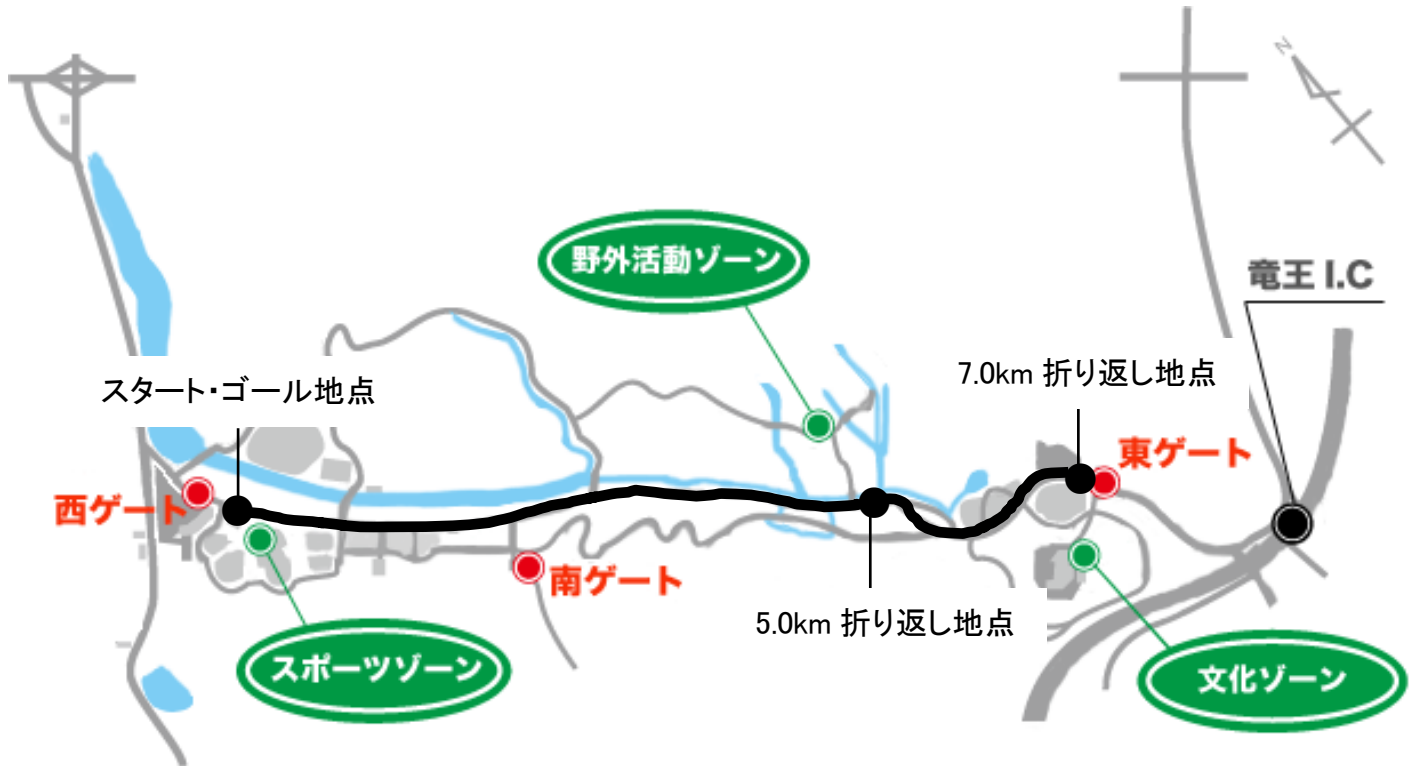 N
野外活動ゾーン
竜王 I.C
スタート・ゴール地点
7.0km 折り返し地点
東ゲート
西ゲート
南ゲート
5.0km 折り返し地点
スポーツゾーン
文化ゾーン